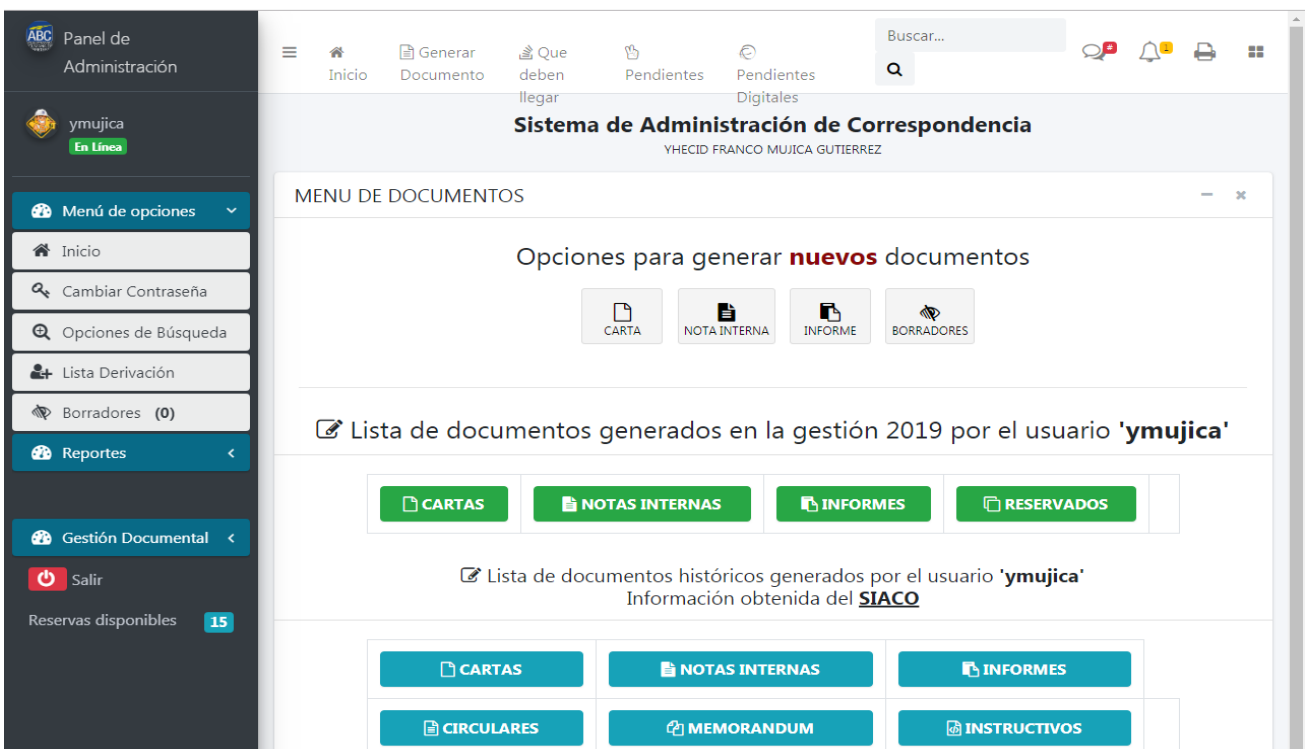 ABC
Panel de
Administración
ymujica
En Línea
Menú de opciones
Inicio
Cambiar Contraseña
Opciones de Búsqueda
Lista Derivación
Borradores (0)
Reportes
Gestión Documental
Salir
Reservas disponibles 15
Inicio
Generar
Documento
Que
deben
llegar
Pendientes
Pendientes
Digitales
Buscar...
1
Sistema de Administración de Correspondencia
YHECID FRANCO MUJICA GUTIERREZ
MENU DE DOCUMENTOS
Opciones para generar nuevos documentos
CARTA NOTA INTERNA INFORME BORRADORES
Lista de documentos generados en la gestión 2019 por el usuario 'ymujica'
CARTAS NOTAS INTERNAS INFORMES RESERVADOS
Lista de documentos históricos generados por el usuario 'ymujica'
Información obtenida del SIACO
CARTAS NOTAS INTERNAS INFORMES
CIRCULARES MEMORANDUM INSTRUCTIVOS